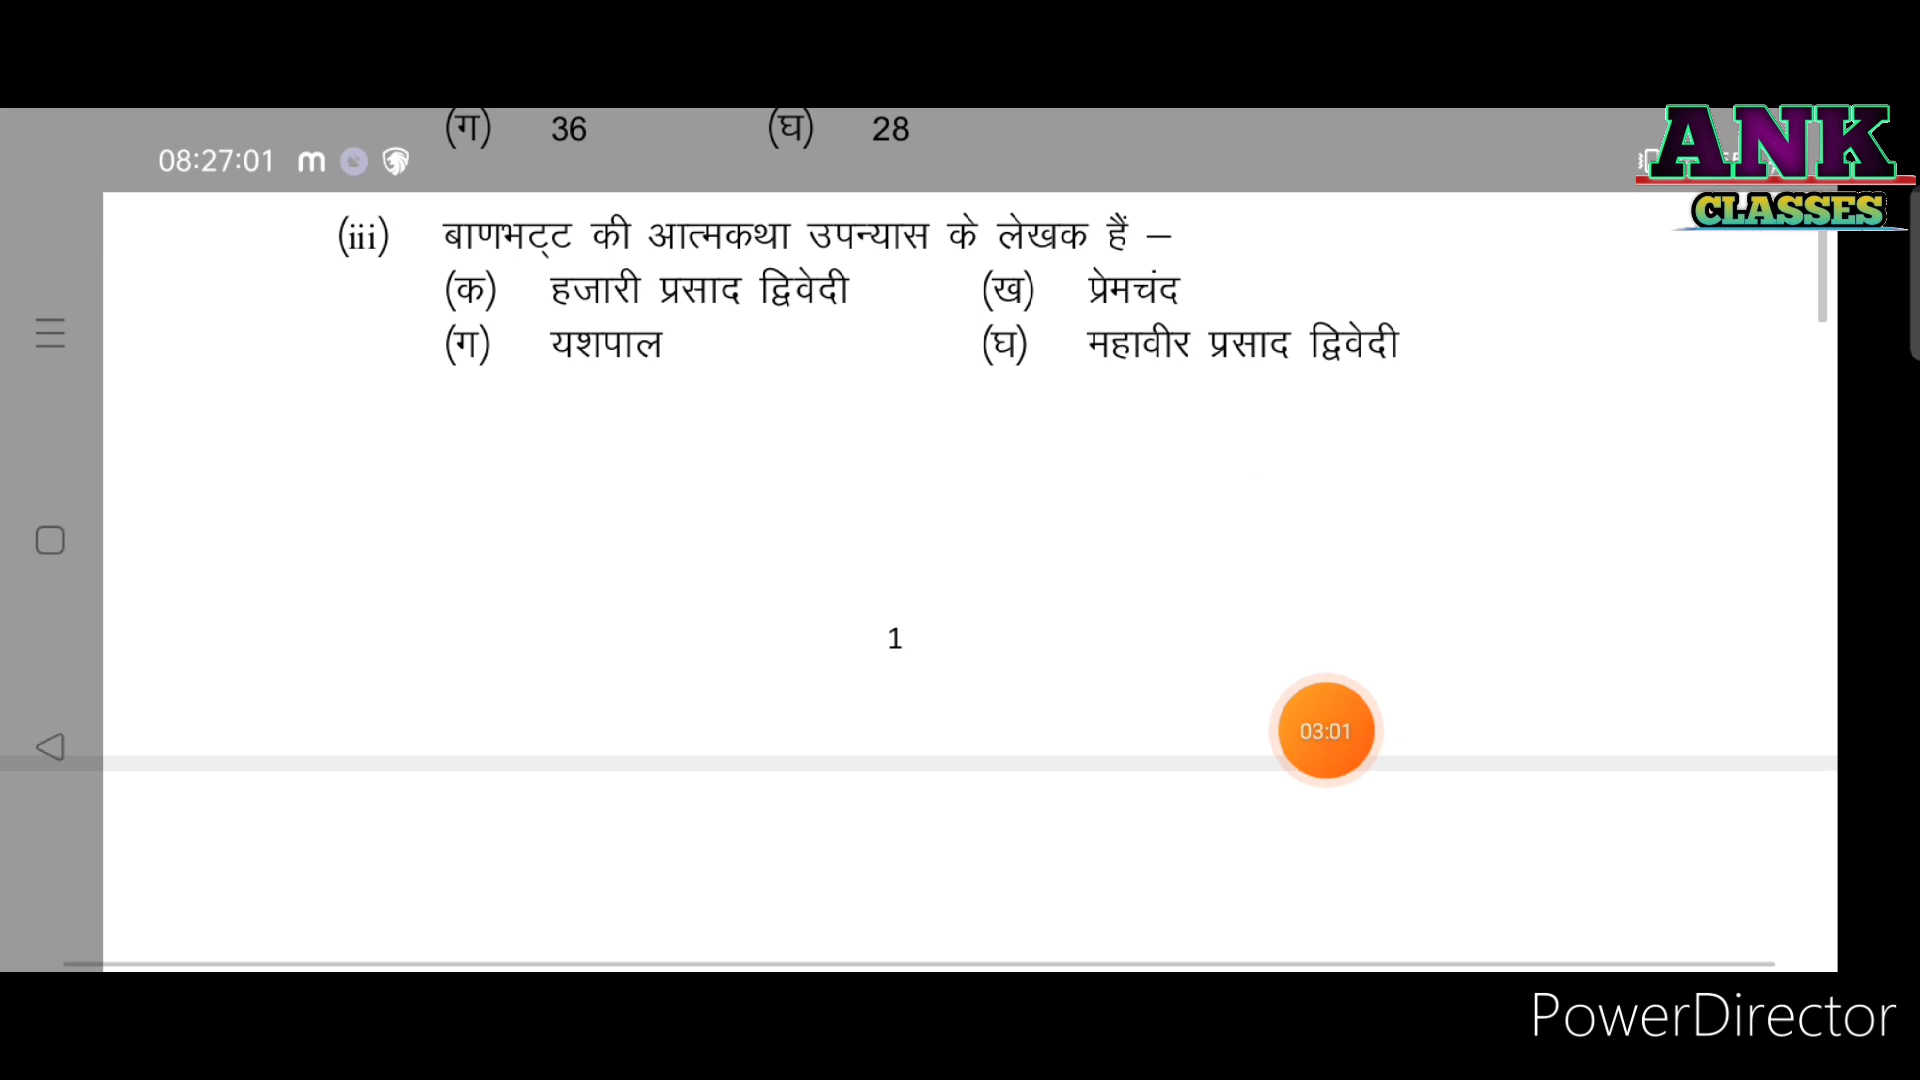 (ग) 36 (घ) 28
08:27:01 m
ANK
CLASSES
(iii) बाणभट्ट की आत्मकथा उपन्यास के लेखक हैं –
(क) हजारी प्रसाद द्विवेदी (ख) प्रेमचंद
(ग) यशपाल (घ) महावीर प्रसाद द्विवेदी
1
03:01
PowerDirector